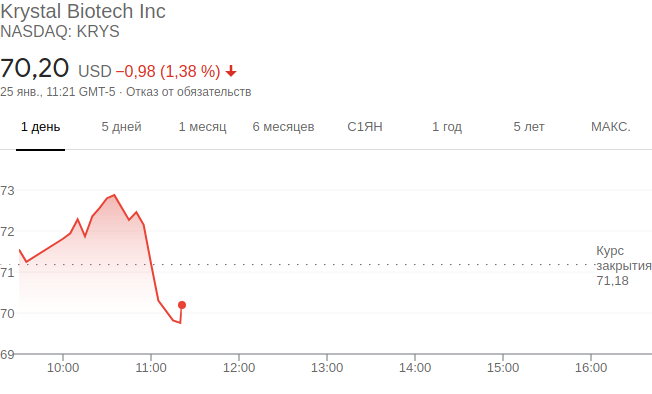 Krystal Biotech Inc
NASDAQ: KRYS
70,20 USD −0,98 (1,38 %)
25 янв., 11:21 GMT-5 · Отказ от обязательств
1 день 5 дней 1 месяц 6 месяцев С1ЯН 1 год 5 лет МАКС.
73
72
71
70
69
Курс
закрытия
71,18
10:00 11:00 12:00 13:00 14:00 15:00 16:00